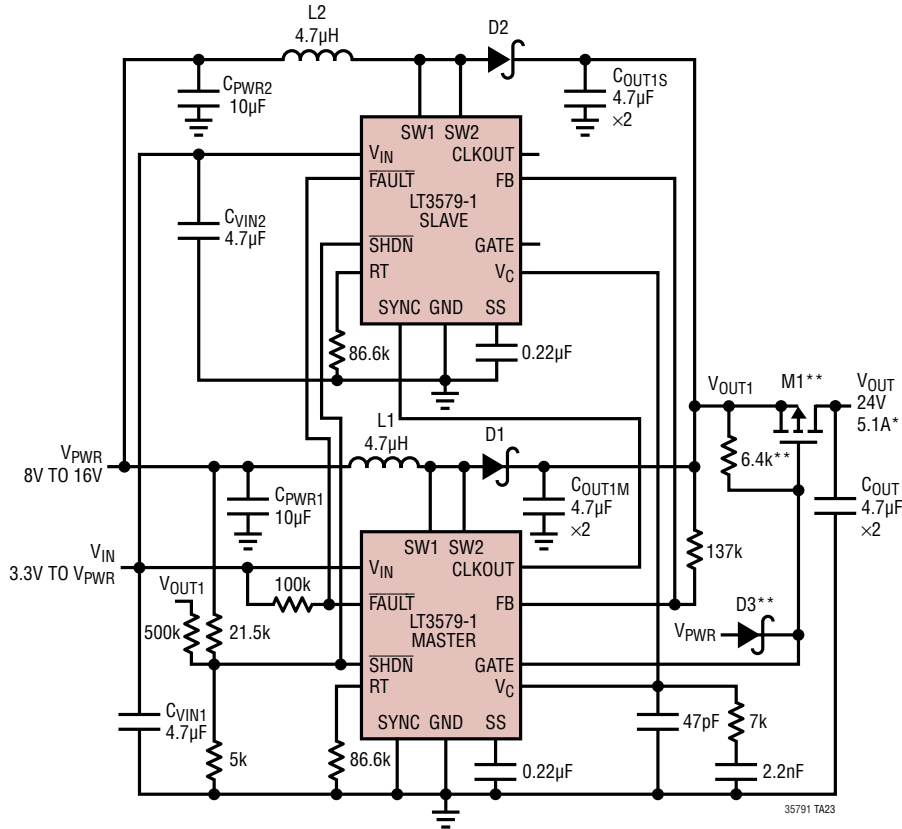 L2
4.7µH
D2
CPWR2
10µF
COUT1S
4.7µF
×2
SW1 SW2
VIN
CLKOUT
FAULT
FB
LT3579-1
SLAVE
CVIN2
4.7µF
SHDN
GATE
RT
VC
SYNC GND SS
86.6k
0.22µF
VOUT1
M1**
VOUT
24V
5.1A*
6.4k**
L1
4.7µH
D1
VPWR
8V TO 16V
CPWR1
10µF
COUT1M
4.7µF
×2
COUT
4.7µF
×2
SW1 SW2
137k
VIN
3.3V TO VPWR
VIN
CLKOUT
VOUT1
100k
FAULT
FB
LT3579-1
MASTER
D3**
VPWR
500k
21.5k
SHDN
GATE
RT
VC
CVIN1
4.7µF
SYNC GND SS
47pF
7k
5k
86.6k
0.22µF
2.2nF
35791 TA23